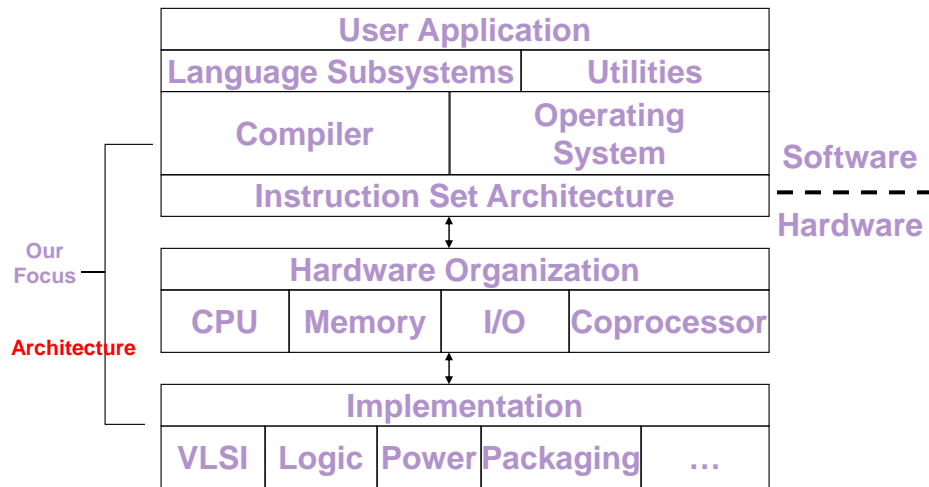 User Application
Language Subsystems
Utilities
Compiler
Operating
System
Software
Instruction Set Architecture
Hardware
Our
Focus
Hardware Organization
CPU
Memory
I/O
Coprocessor
Architecture
Implementation
VLSI
Logic
Power
Packaging
…